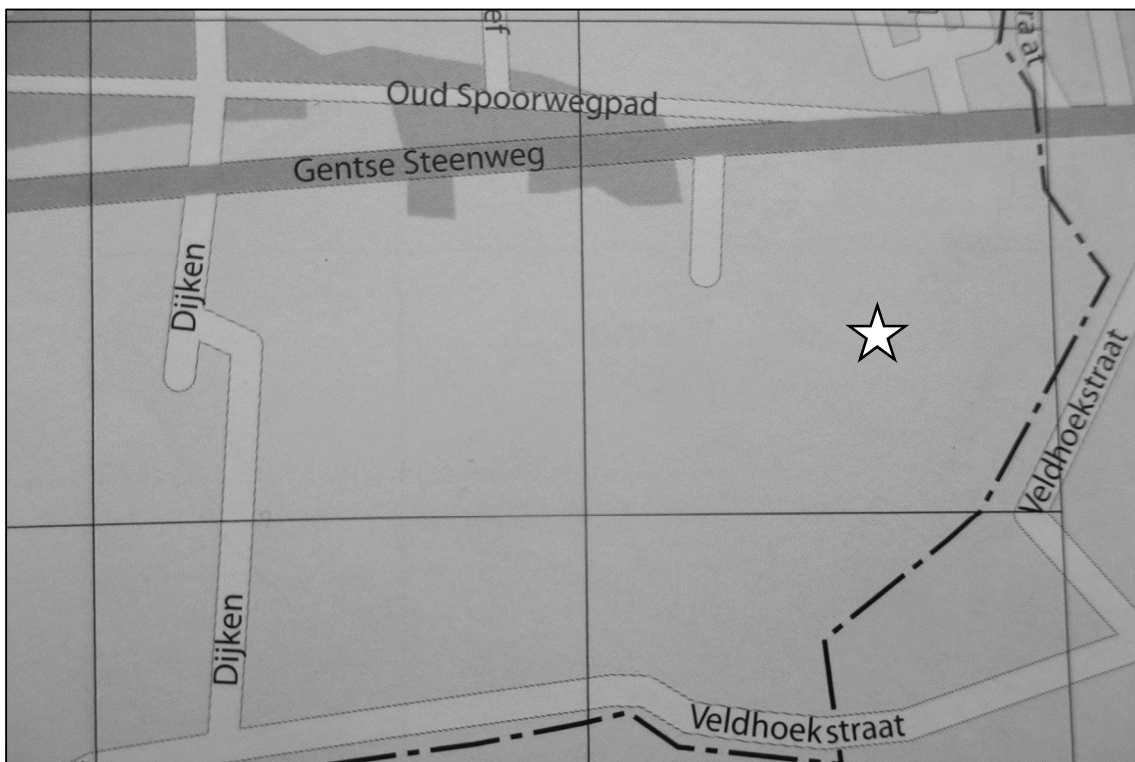 Oud Spoorwegpad
Gentse Steenweg
Dijken
Veldhoekstraat
Dijken
Veldhoekstraat